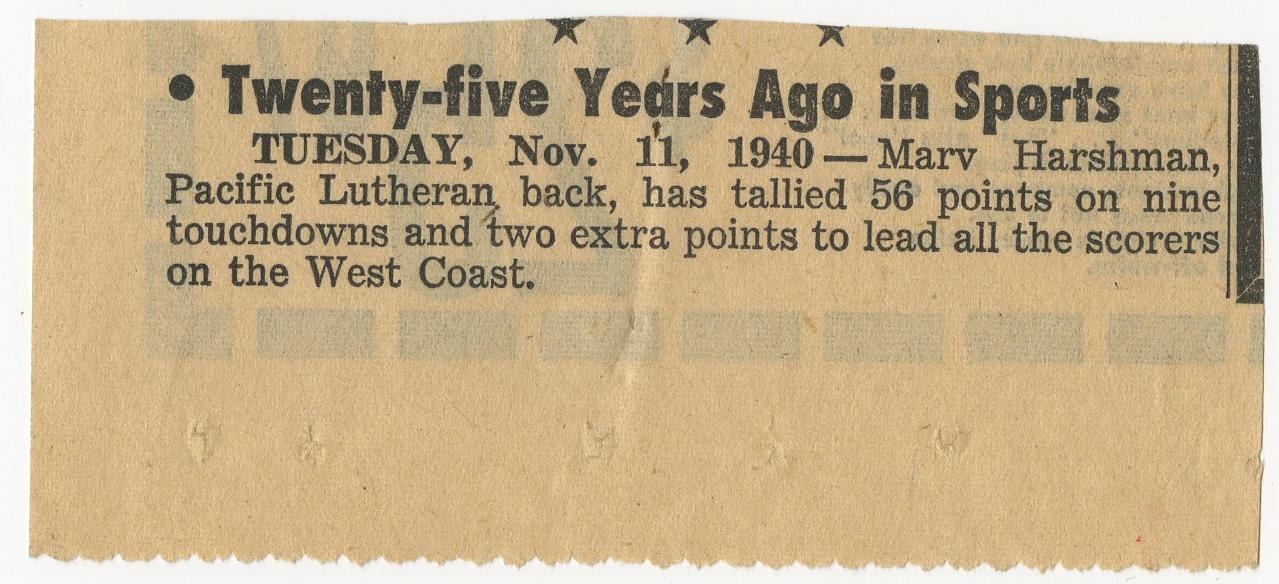 • Twenty-five Years Ago in Sports
TUESDAY, Nov. 11, 1940 — Marv Harshman,
Pacific Lutheran back, has tallied 56 points on nine
touchdowns and two extra points to lead all the scorers
on the West Coast.